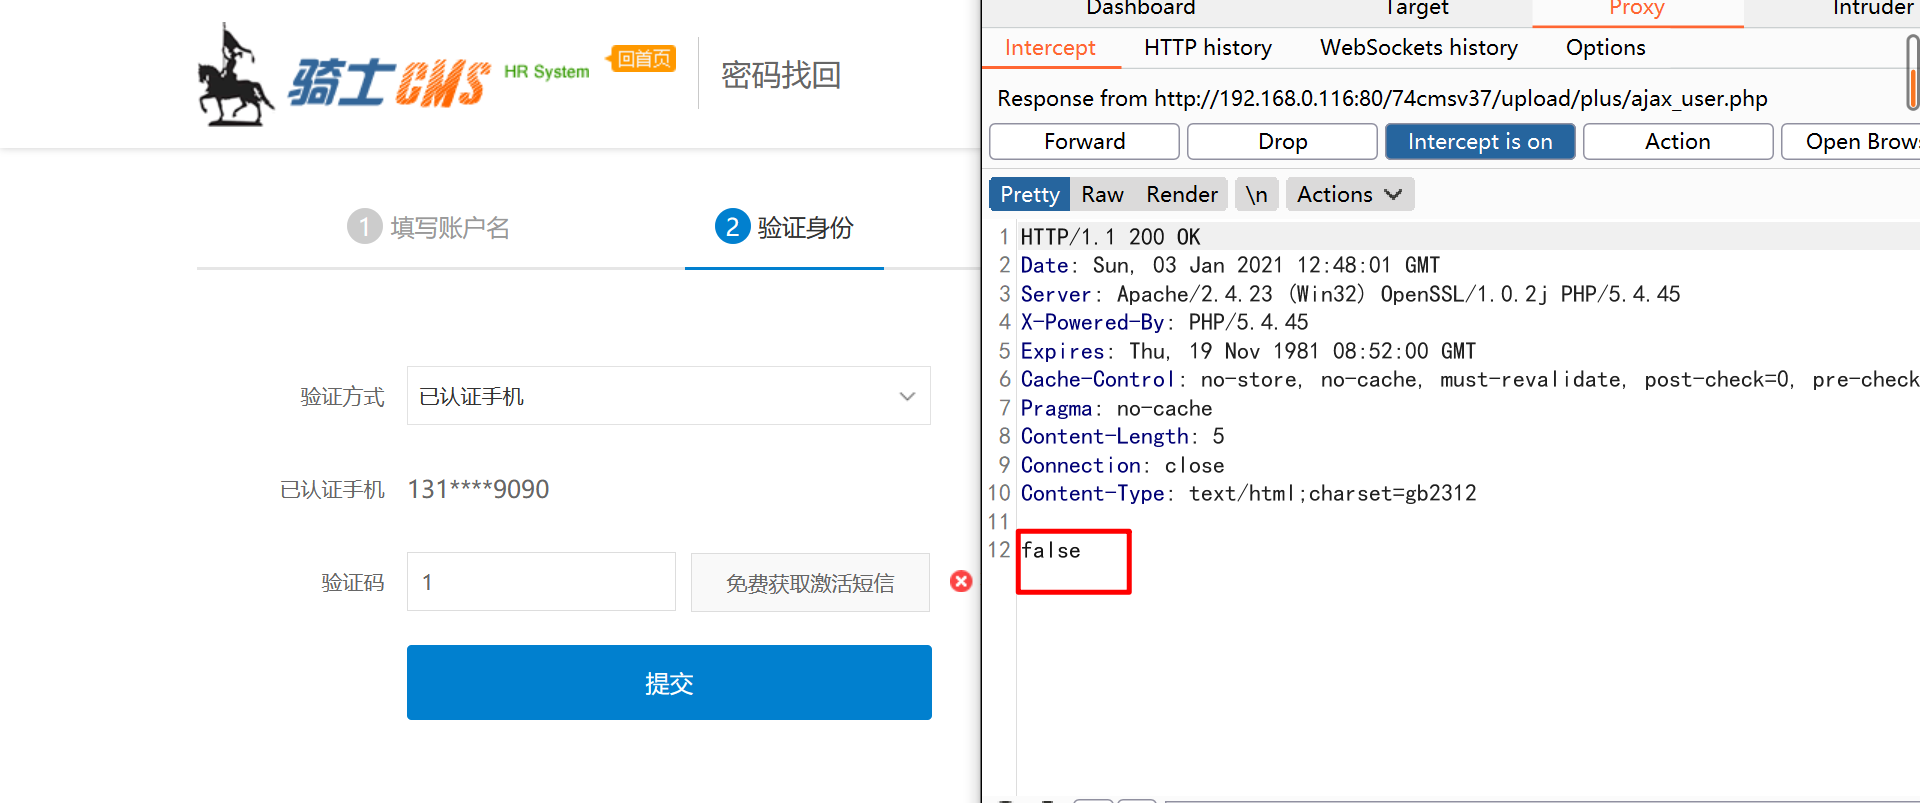 骑士CMS HR System 回首页 密码找回
1 填写账户名 2 验证身份
验证方式 已认证手机
已认证手机 131****9090
验证码 1 免费获取激活短信
提交
Dashboard Target Proxy Intruder
Intercept HTTP history WebSockets history Options
Response from http://192.168.0.116:80/74cmsv37/upload/plus/ajax_user.php
Forward Drop Intercept is on Action Open Brows
Pretty Raw Render \n Actions
1 HTTP/1.1 200 OK
2 Date: Sun, 03 Jan 2021 12:48:01 GMT
3 Server: Apache/2.4.23 (Win32) OpenSSL/1.0.2j PHP/5.4.45
4 X-Powered-By: PHP/5.4.45
5 Expires: Thu, 19 Nov 1981 08:52:00 GMT
6 Cache-Control: no-store, no-cache, must-revalidate, post-check=0, pre-check
7 Pragma: no-cache
8 Content-Length: 5
9 Connection: close
10 Content-Type: text/html;charset=gb2312
11
12 false